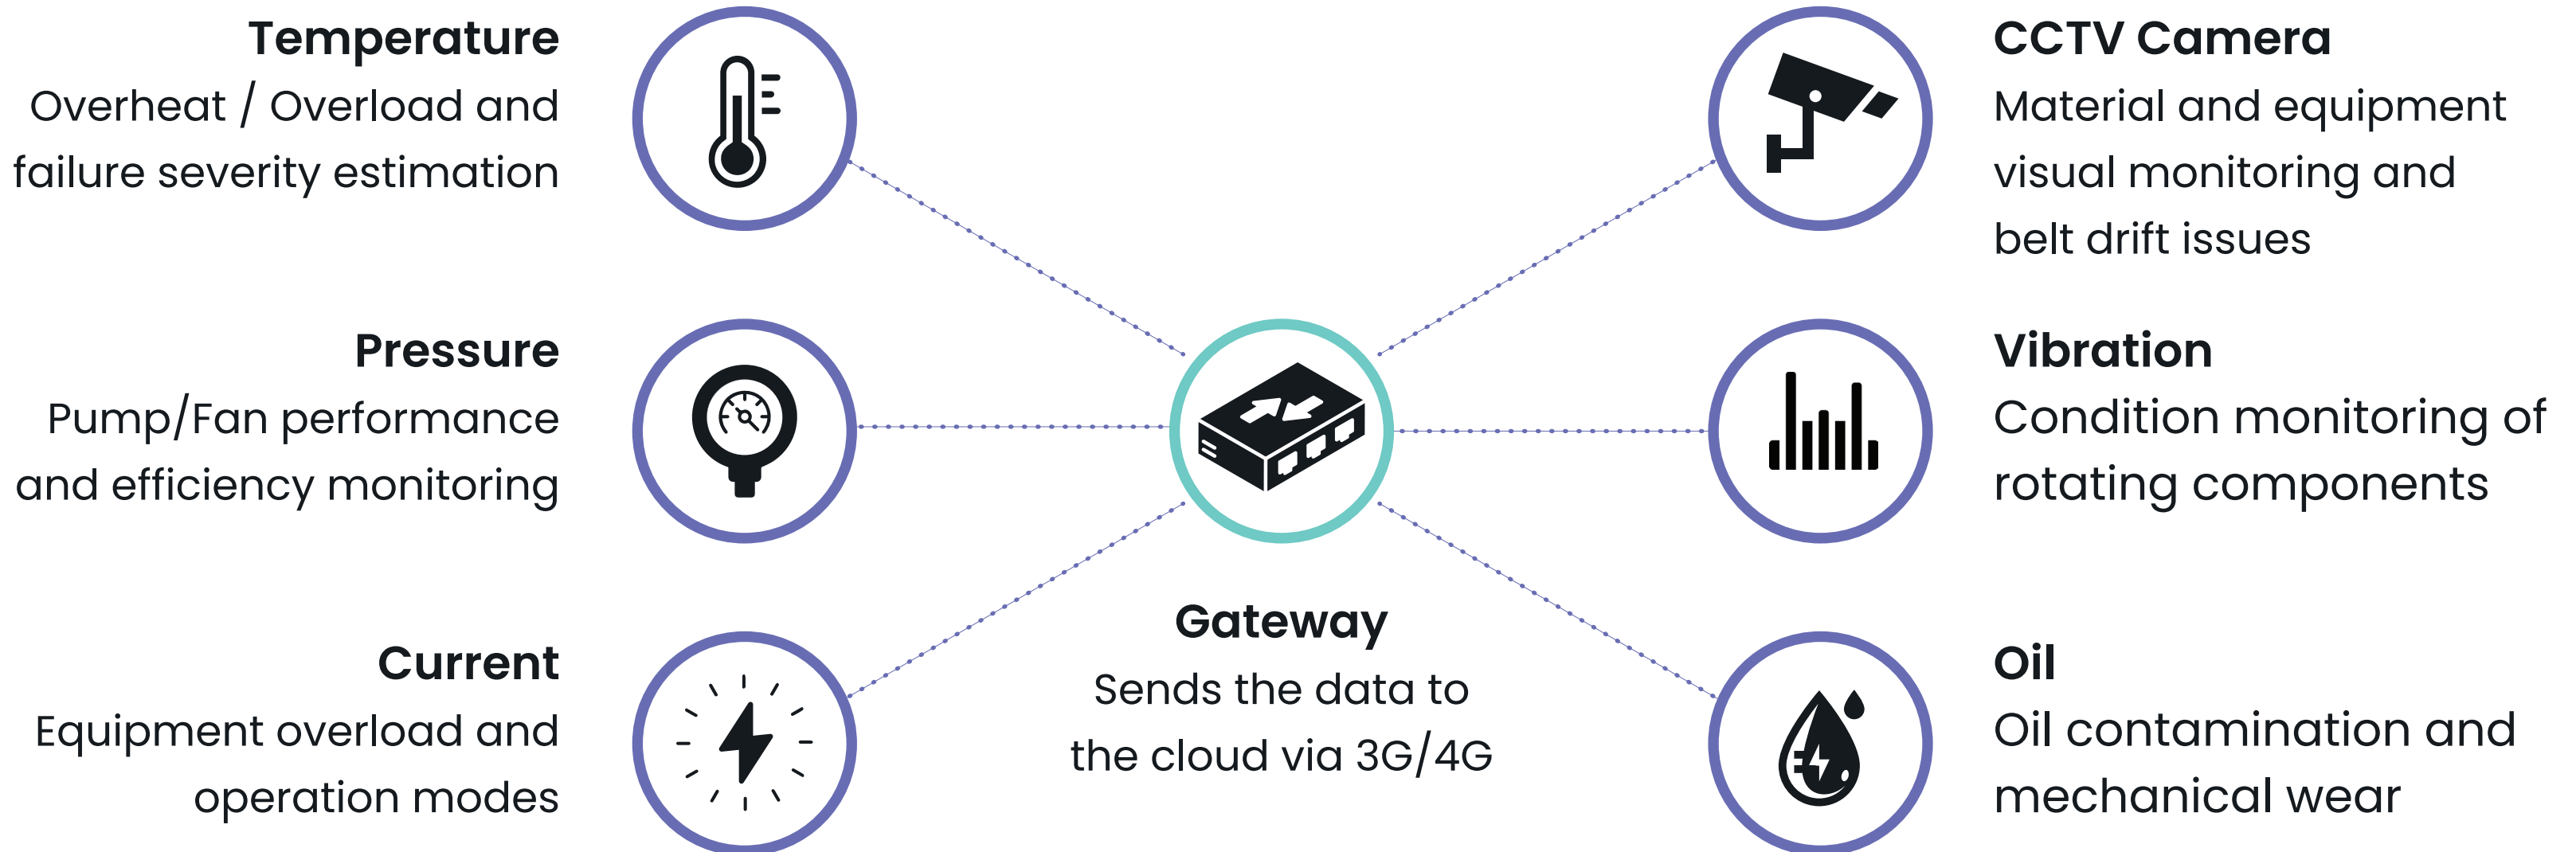 Temperature
Overheat / Overload and
failure severity estimation
Pressure
Pump/Fan performance
and efficiency monitoring
Current
Equipment overload and
operation modes
Gateway
Sends the data to
the cloud via 3G/4G
CCTV Camera
Material and equipment
visual monitoring and
belt drift issues
Vibration
Condition monitoring of
rotating components
Oil
Oil contamination and
mechanical wear